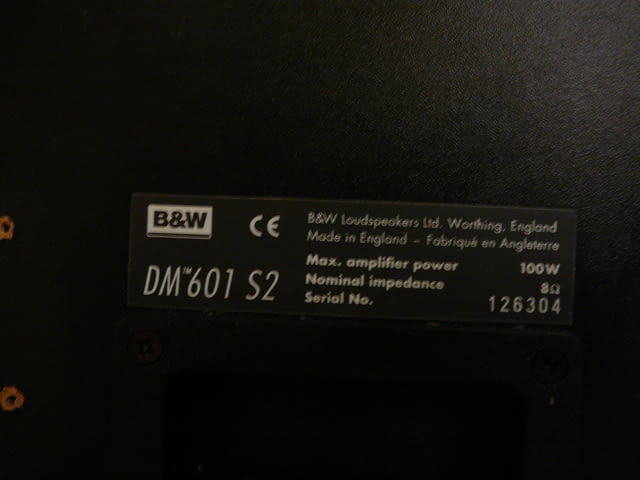 B&W
CE
DM™601 S2
B&W Loudspeakers Ltd. Worthing, England
Made in England - Fabriqué en Angleterre
Max. amplifier power 100W
Nominal impedance 8Ω
Serial No. 126304